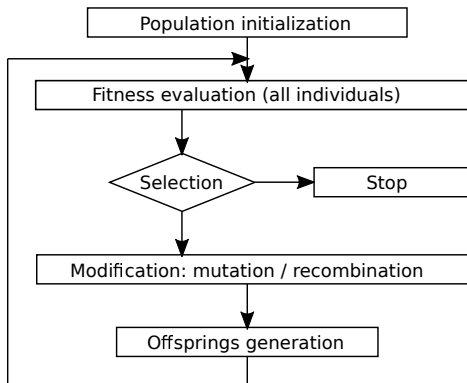 Population initialization
Fitness evaluation (all individuals)
Selection
Stop
Modification: mutation / recombination
Offsprings generation